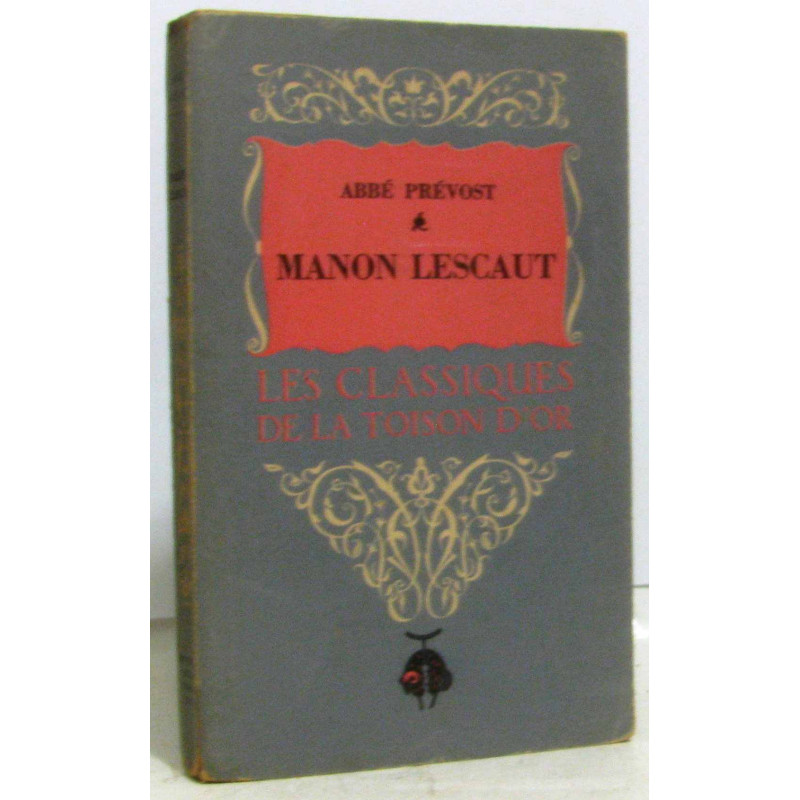 ABBÉ PRÉVOST
MANON LESCAUT
LES CLASSIQUES
DE LA TOISON D'OR